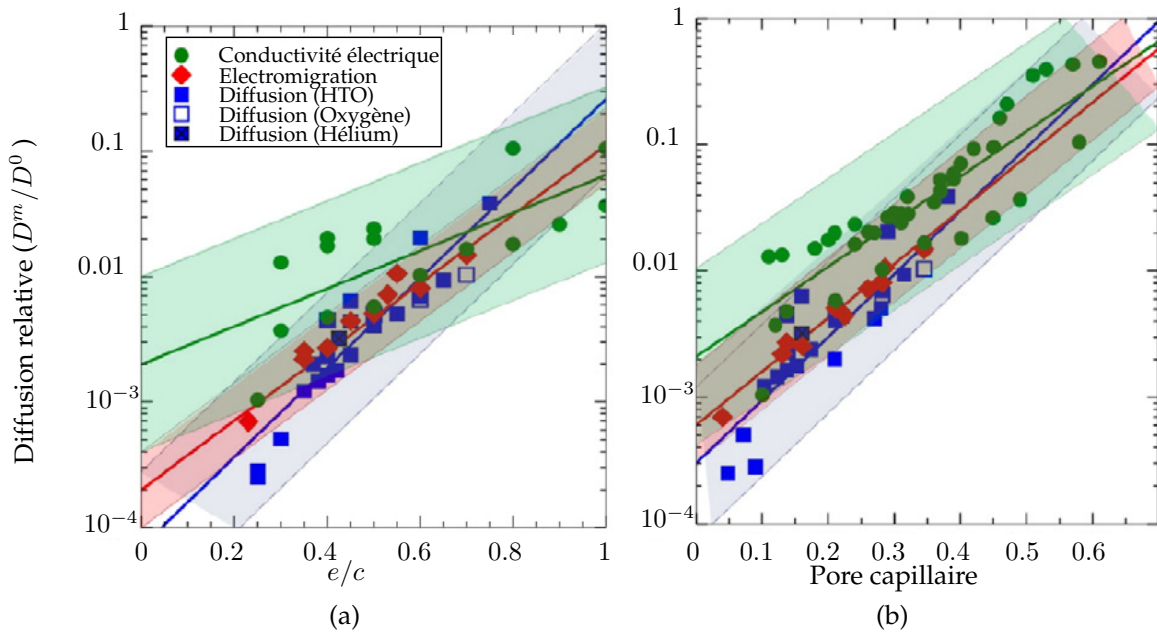 1
0.1
0.01
10⁻³
10⁻⁴
Diffusion relative (Dᵐ/D⁰)
Conductivité électrique
Electromigration
Diffusion (HTO)
Diffusion (Oxygène)
Diffusion (Hélium)
0 0.2 0.4 0.6 0.8 1
e/c
(a)
1
0.1
0.01
10⁻³
10⁻⁴
0 0.1 0.2 0.3 0.4 0.5 0.6
Pore capillaire
(b)